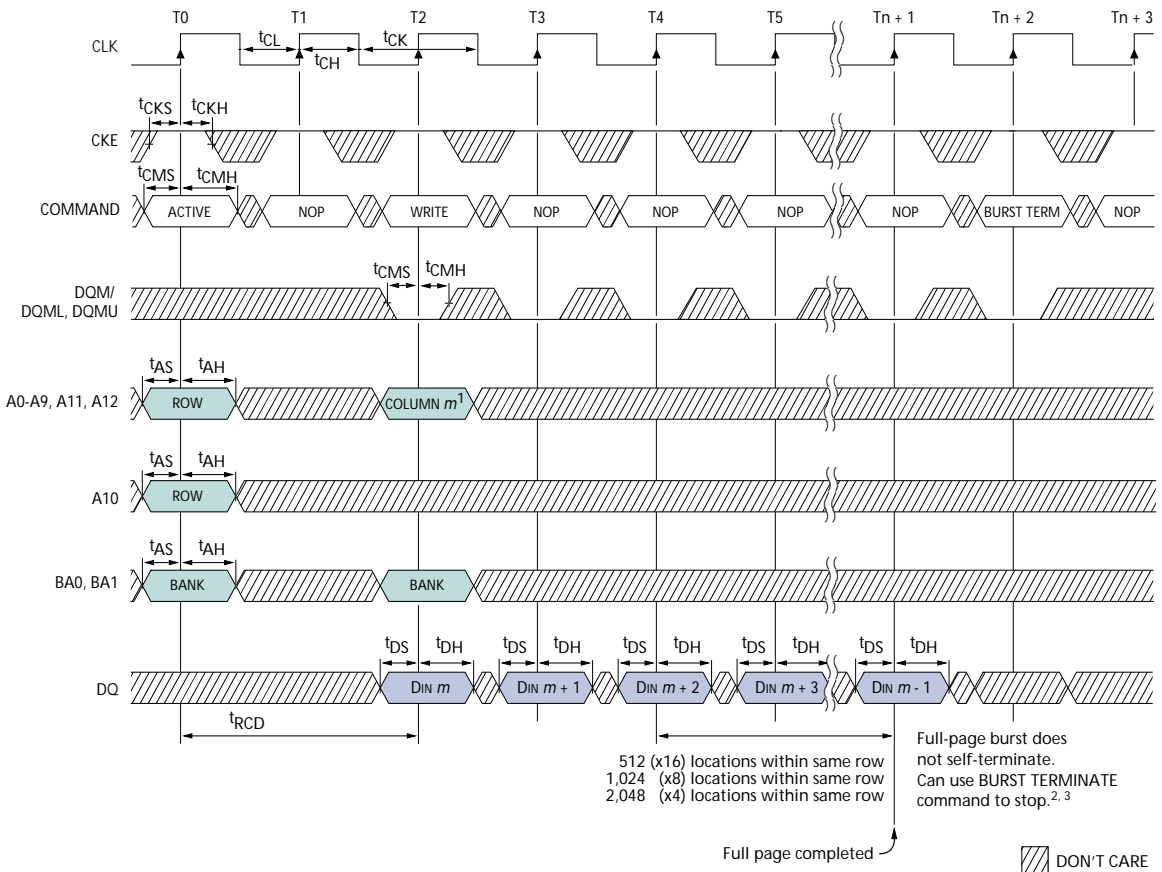 T0 T1 T2 T3 T4 T5 Tn + 1 Tn + 2 Tn + 3
CLK
tCL tCK
tCH
tCKS tCKH
CKE
tCMS tCMH
COMMAND ACTIVE NOP WRITE NOP NOP NOP NOP BURST TERM NOP
tCMS tCMH
DQM/
DQML, DQMU
tAS tAH
A0-A9, A11, A12 ROW COLUMN m1
tAS tAH
A10 ROW
tAS tAH
BA0, BA1 BANK BANK
tDS tDH tDS tDH tDS tDH tDS tDH tDS tDH
DQ DIN m DIN m + 1 DIN m + 2 DIN m + 3 DIN m - 1
tRCD
512 (x16) locations within same row
1,024 (x8) locations within same row
2,048 (x4) locations within same row
Full-page burst does
not self-terminate.
Can use BURST TERMINATE
command to stop.2, 3
Full page completed
DON'T CARE